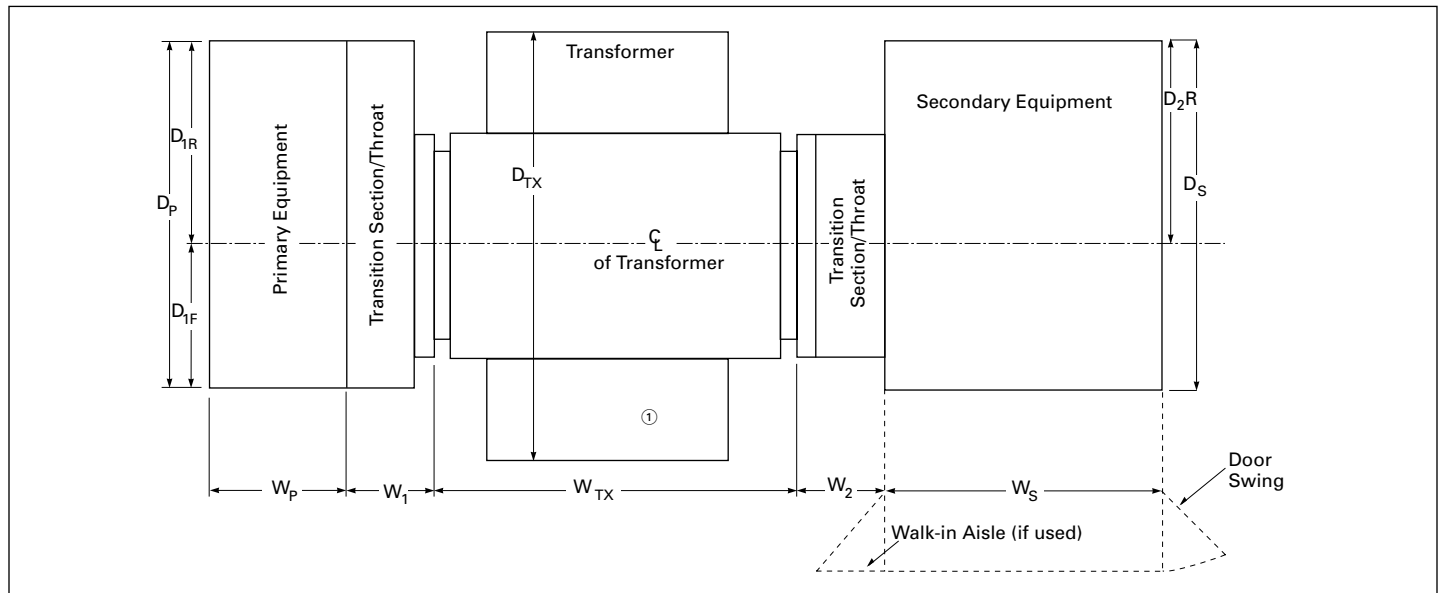 Transformer
Secondary Equipment
D2R
D1R
Primary Equipment
Transition Section/Throat
DTX
DS
DP
Transition
Section/Throat
CL
of Transformer
D1F
①
WP
W1
WTX
W2
WS
Door
Swing
Walk-in Aisle (if used)